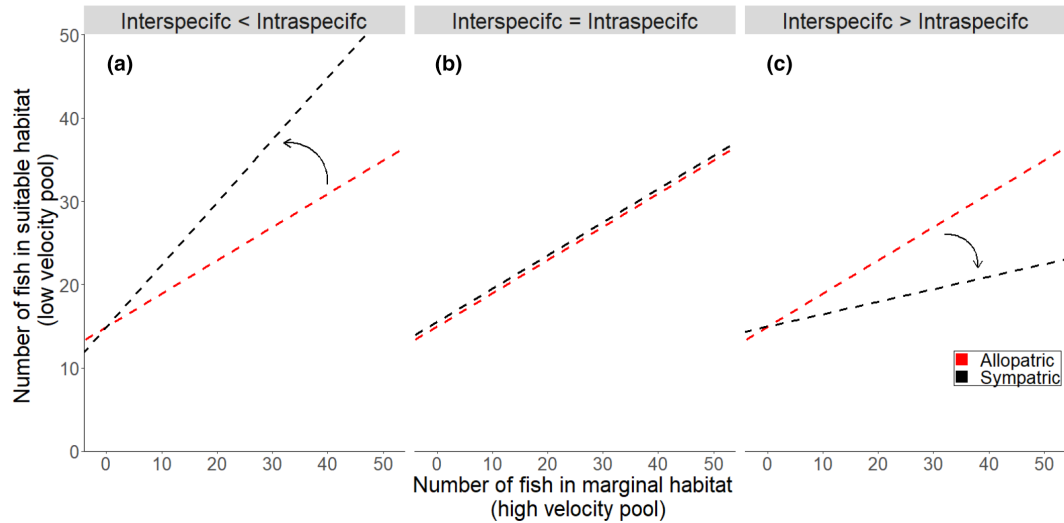 Interspecifc < Intraspecifc
Interspecifc = Intraspecifc
Interspecifc > Intraspecifc
(a)
(b)
(c)
Number of fish in suitable habitat
(low velocity pool)
50
40
30
20
10
0
Allopatric
Sympatric
0 10 20 30 40 50
0 10 20 30 40 50
0 10 20 30 40 50
Number of fish in marginal habitat
(high velocity pool)